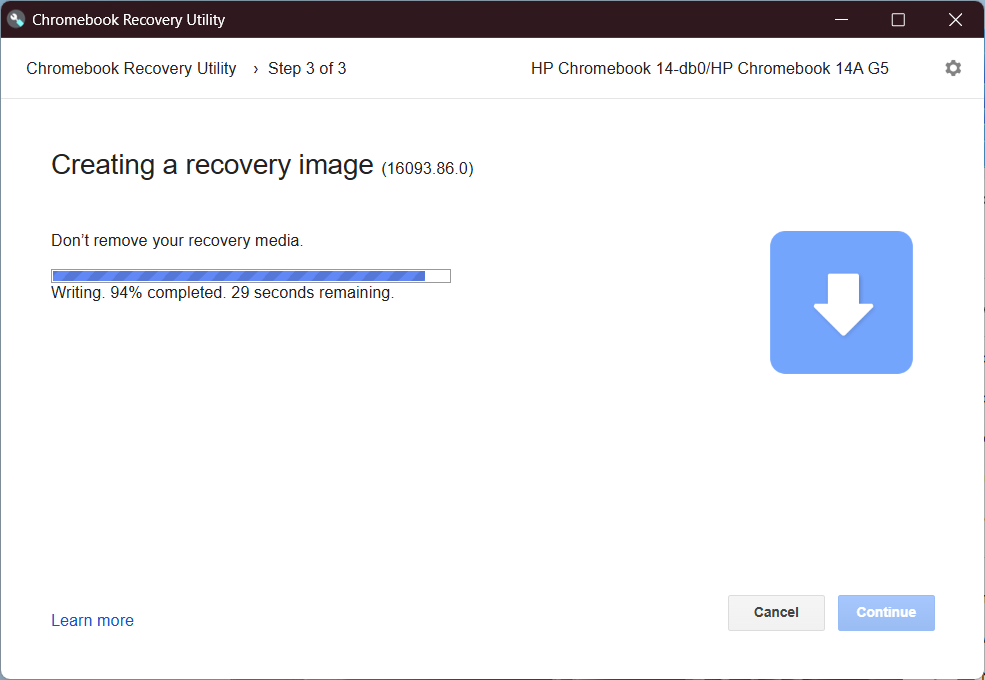 Chromebook Recovery Utility
Chromebook Recovery Utility › Step 3 of 3 HP Chromebook 14-db0/HP Chromebook 14A G5
Creating a recovery image (16093.86.0)
Don’t remove your recovery media.
Writing. 94% completed. 29 seconds remaining.
Learn more Cancel Continue